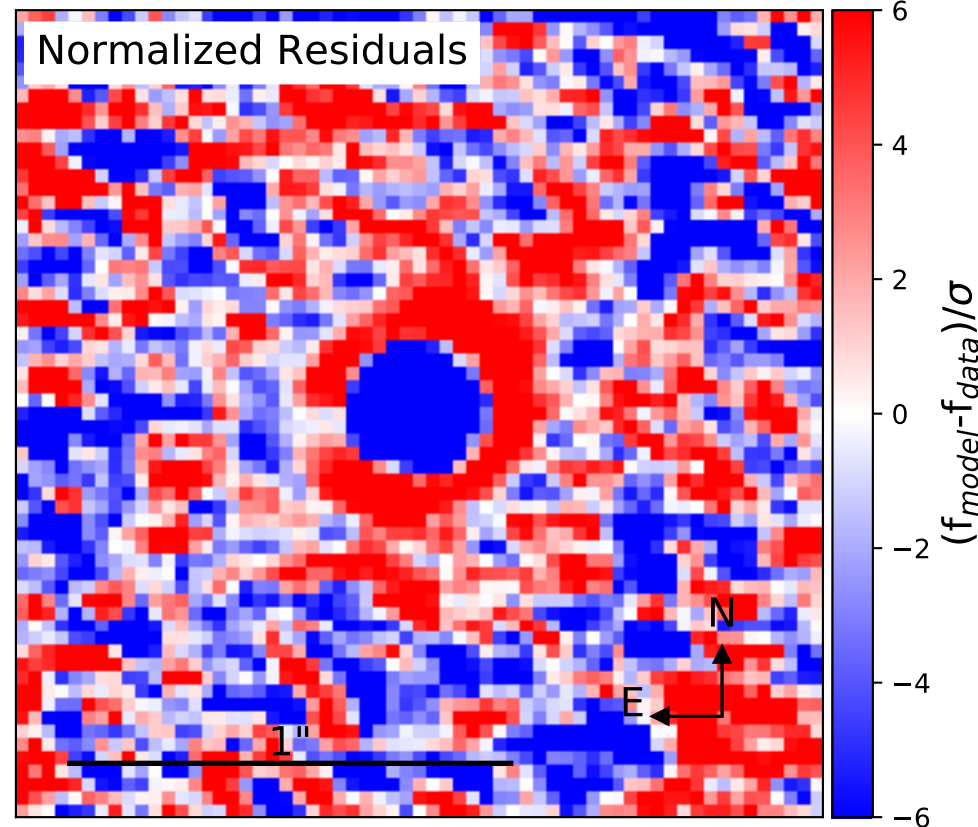 Normalized Residuals
6
4
2
0
−2
−4
−6
(f_model-f_data)/σ
N
E
1"